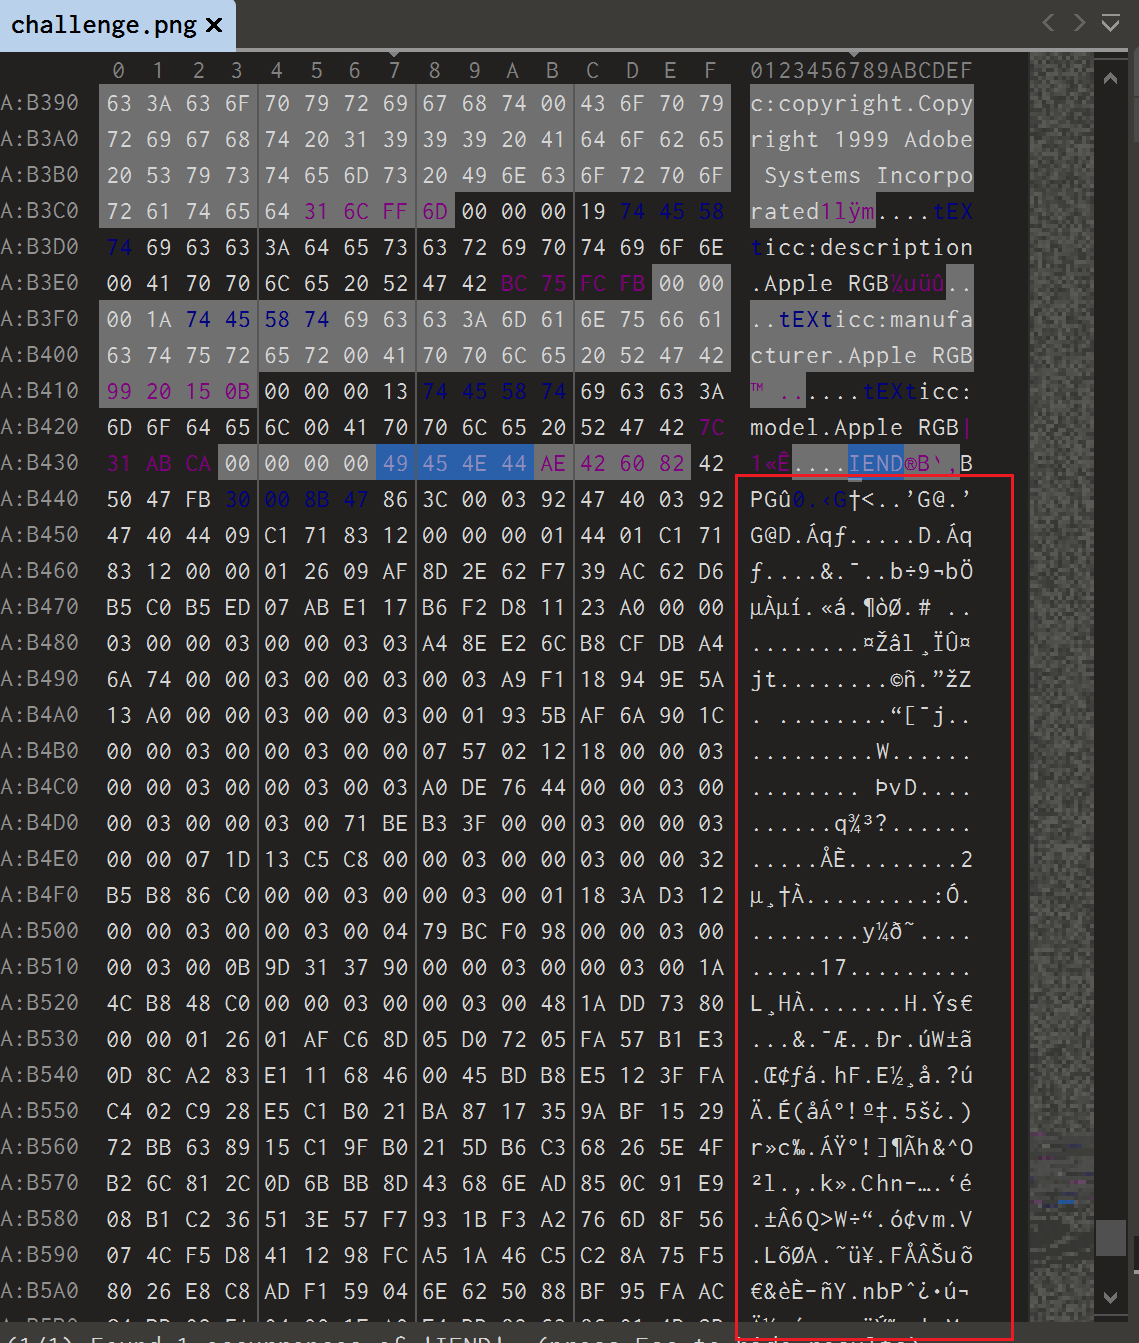 challenge.png ×
0 1 2 3 4 5 6 7 8 9 A B C D E F 0123456789ABCDEF
A:B390 63 3A 63 6F 70 79 72 69 67 68 74 00 43 6F 70 79 c:copyright.Copy
A:B3A0 72 69 67 68 74 20 31 39 39 39 20 41 64 6F 62 65 right 1999 Adobe
A:B3B0 20 53 79 73 74 65 6D 73 20 49 6E 63 6F 72 70 6F  Systems Incorpo
A:B3C0 72 61 74 65 64 31 6C FF 6D 00 00 00 19 74 45 58 rated1lÿm....tEX
A:B3D0 74 69 63 63 3A 64 65 73 63 72 69 70 74 69 6F 6E ticc:description
A:B3E0 00 41 70 70 6C 65 20 52 47 42 BC 75 FC FB 00 00 .Apple RGB¼uüû..
A:B3F0 00 1A 74 45 58 74 69 63 63 3A 6D 61 6E 75 66 61 ..tEXticc:manufa
A:B400 63 74 75 72 65 72 00 41 70 70 6C 65 20 52 47 42 cturer.Apple RGB
A:B410 99 20 15 0B 00 00 00 13 74 45 58 74 69 63 63 3A ™ ......tEXticc:
A:B420 6D 6F 64 65 6C 00 41 70 70 6C 65 20 52 47 42 7C model.Apple RGB|
A:B430 31 AB CA 00 00 00 00 49 45 4E 44 AE 42 60 82 42 1«Ê....IEND®B`‚B
A:B440 50 47 FB 30 00 8B 47 86 3C 00 03 92 47 40 03 92 PGû0.‹G†<..’G@.’
A:B450 47 40 44 09 C1 71 83 12 00 00 00 01 44 01 C1 71 G@D.Áqƒ.....D.Áq
A:B460 83 12 00 00 01 26 09 AF 8D 2E 62 F7 39 AC 62 D6 ƒ....&.¯..b÷9¬bÖ
A:B470 B5 C0 B5 ED 07 AB E1 17 B6 F2 D8 11 23 A0 00 00 µÀµí.«á.¶òØ.# ..
A:B480 03 00 00 03 00 00 03 03 A4 8E E2 6C B8 CF DB A4 ........¤Žâl¸ÏÛ¤
A:B490 6A 74 00 00 03 00 00 03 00 03 A9 F1 18 94 9E 5A jt........©ñ.”žZ
A:B4A0 13 A0 00 00 03 00 00 03 00 01 93 5B AF 6A 90 1C . ........“[¯j..
A:B4B0 00 00 03 00 00 03 00 00 07 57 02 12 18 00 00 03 .........W......
A:B4C0 00 00 03 00 00 03 00 03 A0 DE 76 44 00 00 03 00 ........ ÞvD....
A:B4D0 00 03 00 00 03 00 71 BE B3 3F 00 00 03 00 00 03 ......q¾³?......
A:B4E0 00 00 07 1D 13 C5 C8 00 00 03 00 00 03 00 00 32 .....ÅÈ........2
A:B4F0 B5 B8 86 C0 00 00 03 00 00 03 00 01 18 3A D3 12 µ¸†À.........:Ó.
A:B500 00 00 03 00 00 03 00 04 79 BC F0 98 00 00 03 00 ........y¼ð˜....
A:B510 00 03 00 0B 9D 31 37 90 00 00 03 00 00 03 00 1A .....17.........
A:B520 4C B8 48 C0 00 00 03 00 00 03 00 48 1A DD 73 80 L¸HÀ.......H.Ýs€
A:B530 00 00 01 26 01 AF C6 8D 05 D0 72 05 FA 57 B1 E3 ...&.¯Æ..Ðr.úW±ã
A:B540 0D 8C A2 83 E1 11 68 46 00 45 BD B8 E5 12 3F FA .Œ¢ƒá.hF.E½¸å.?ú
A:B550 C4 02 C9 28 E5 C1 B0 21 BA 87 17 35 9A BF 15 29 Ä.É(åÁ°!º‡.5š¿.)
A:B560 72 BB 63 89 15 C1 9F B0 21 5D B6 C3 68 26 5E 4F r»c‰.ÁŸ°!]¶Ãh&^O
A:B570 B2 6C 81 2C 0D 6B BB 8D 43 68 6E AD 85 0C 91 E9 ²l.,.k».Chn-….‘é
A:B580 08 B1 C2 36 51 3E 57 F7 93 1B F3 A2 76 6D 8F 56 .±Â6Q>W÷“.ó¢vm.V
A:B590 07 4C F5 D8 41 12 98 FC A5 1A 46 C5 C2 8A 75 F5 .LõØA.˜ü¥.FÅÂŠuõ
A:B5A0 80 26 E8 C8 AD F1 59 04 6E 62 50 88 BF 95 FA AC €&èÈ-ñY.nbPˆ¿•ú¬